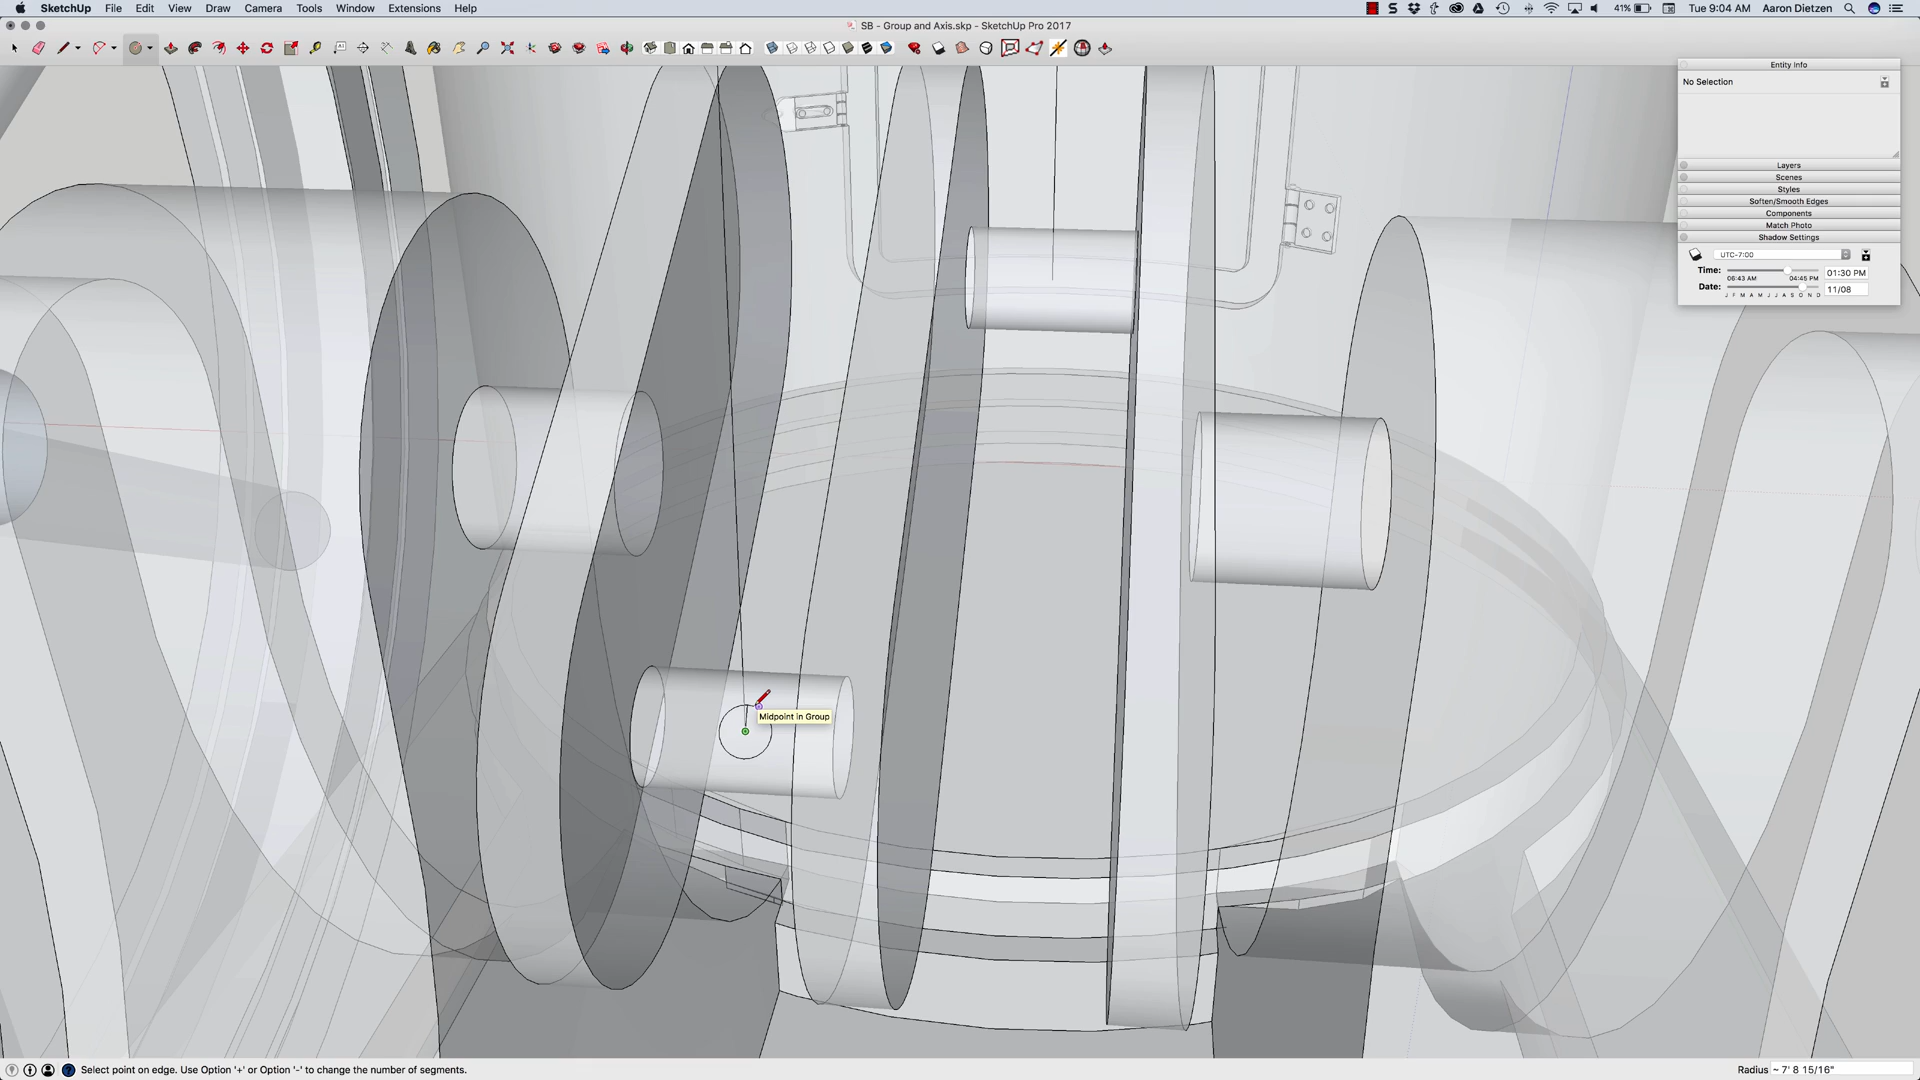 SketchUp File Edit View Draw Camera Tools Window Extensions Help 41% Tue 9:04 AM Aaron Dietzen
SB - Group and Axis.skp - SketchUp Pro 2017
Entity Info
No Selection
Layers
Scenes
Styles
Soften/Smooth Edges
Components
Match Photo
Shadow Settings
UTC-7:00
Time: 01:30 PM
06:43 AM 04:45 PM
Date: 11/08
J F M A M J J A S O N D
Midpoint in Group
Select point on edge. Use Option '+' or Option '-' to change the number of segments. Radius ~ 7' 8 15/16"